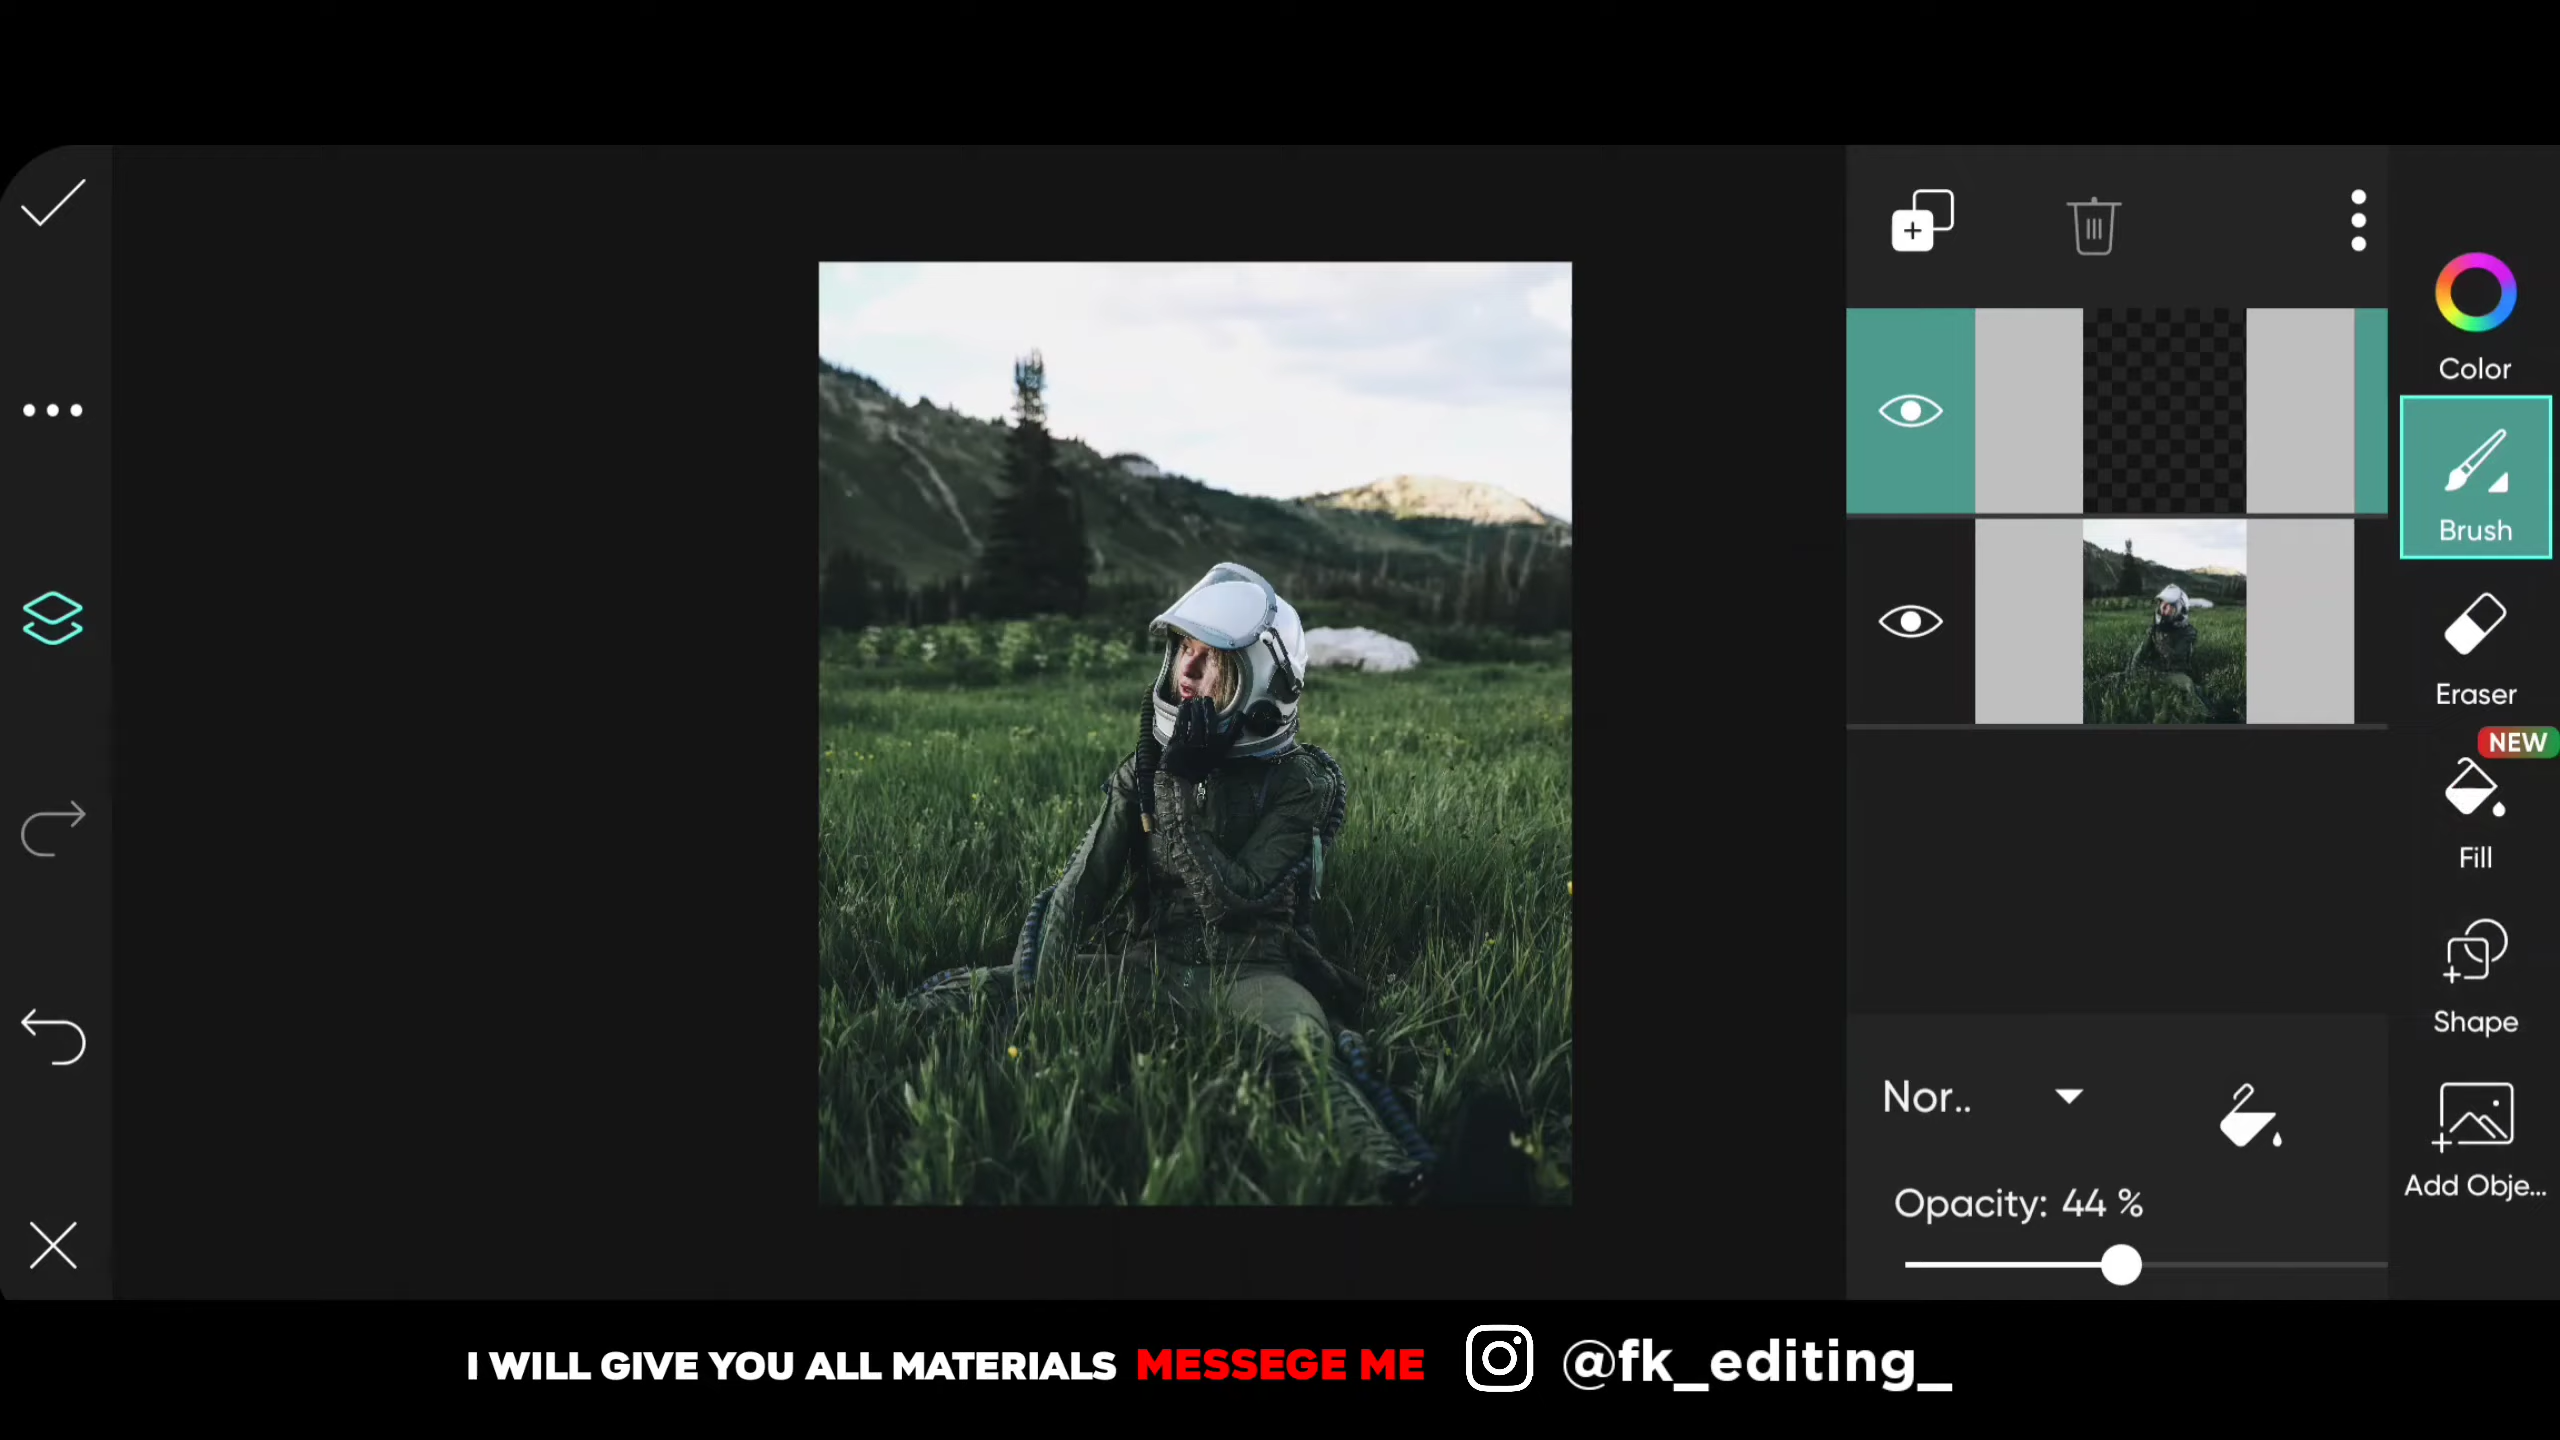 Color
Brush
Eraser
NEW
Fill
Shape
Add Obje...
Nor..
Opacity: 44 %
I WILL GIVE YOU ALL MATERIALS MESSEGE ME @fk_editing_